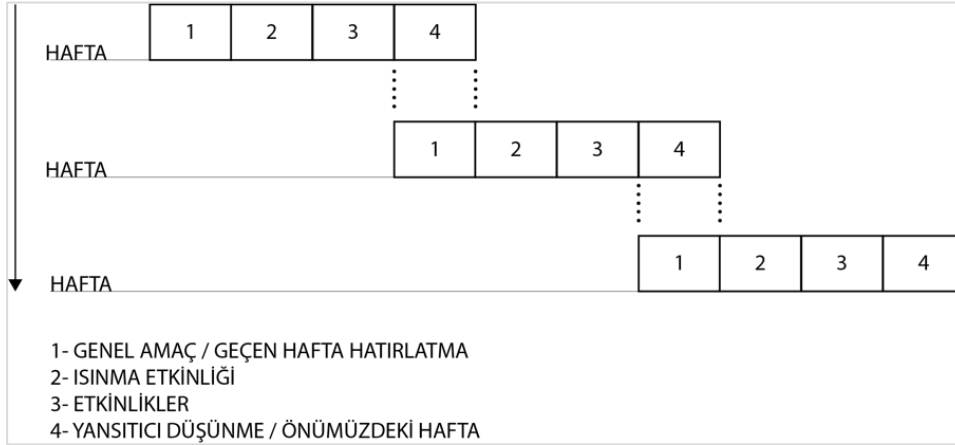 HAFTA 1 2 3 4
HAFTA 1 2 3 4
HAFTA 1 2 3 4
1- GENEL AMAÇ / GEÇEN HAFTA HATIRLATMA
2- ISINMA ETKİNLİĞİ
3- ETKİNLİKLER
4- YANSITICI DÜŞÜNME / ÖNÜMÜZDEKİ HAFTA